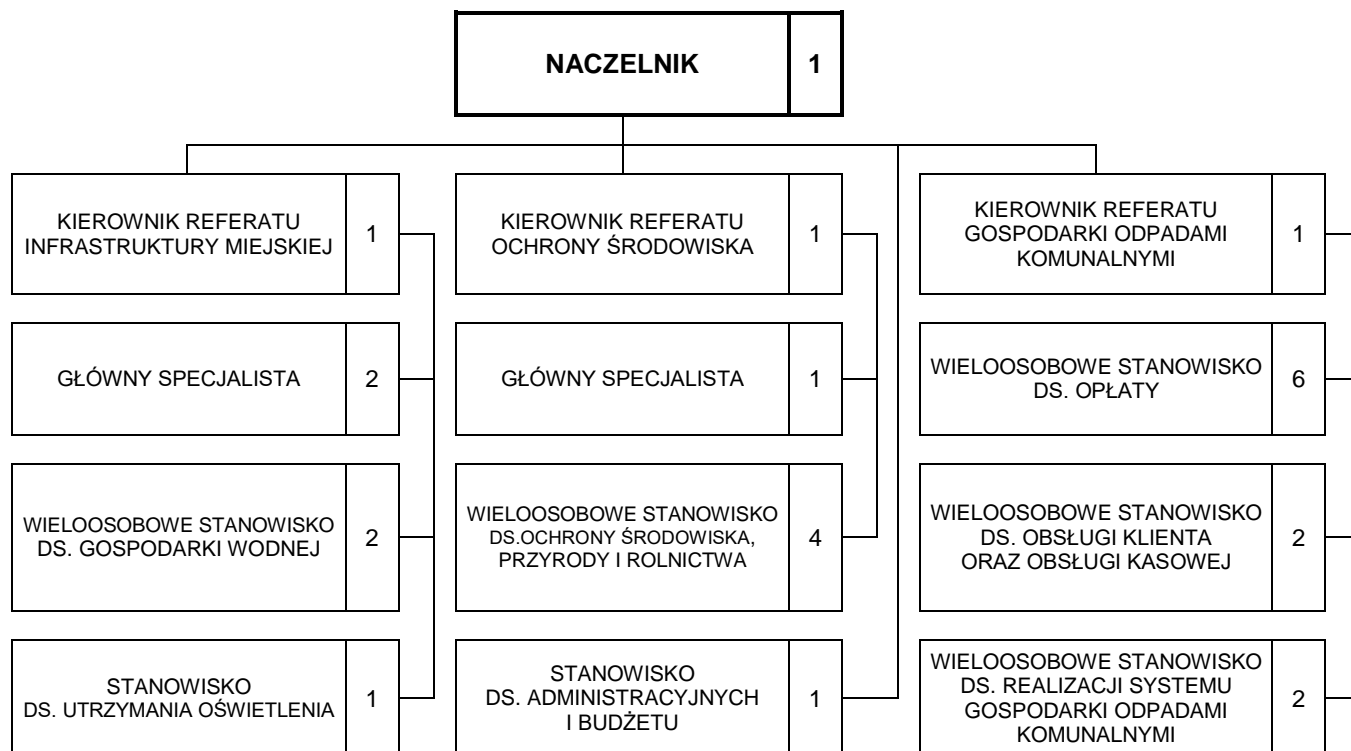 NACZELNIK
1
KIEROWNIK REFERATU
INFRASTRUKTURY MIEJSKIEJ
1
KIEROWNIK REFERATU
OCHRONY ŚRODOWISKA
1
KIEROWNIK REFERATU
GOSPODARKI ODPADAMI
KOMUNALNYMI
1
GŁÓWNY SPECJALISTA
2
GŁÓWNY SPECJALISTA
1
WIELOOSOBOWE STANOWISKO
DS. OPŁATY
6
WIELOOSOBOWE STANOWISKO
DS. GOSPODARKI WODNEJ
2
WIELOOSOBOWE STANOWISKO
DS.OCHRONY ŚRODOWISKA,
PRZYRODY I ROLNICTWA
4
WIELOOSOBOWE STANOWISKO
DS. OBSŁUGI KLIENTA
ORAZ OBSŁUGI KASOWEJ
2
STANOWISKO
DS. UTRZYMANIA OŚWIETLENIA
1
STANOWISKO
DS. ADMINISTRACYJNYCH
I BUDŻETU
1
WIELOOSOBOWE STANOWISKO
DS. REALIZACJI SYSTEMU
GOSPODARKI ODPADAMI
KOMUNALNYMI
2